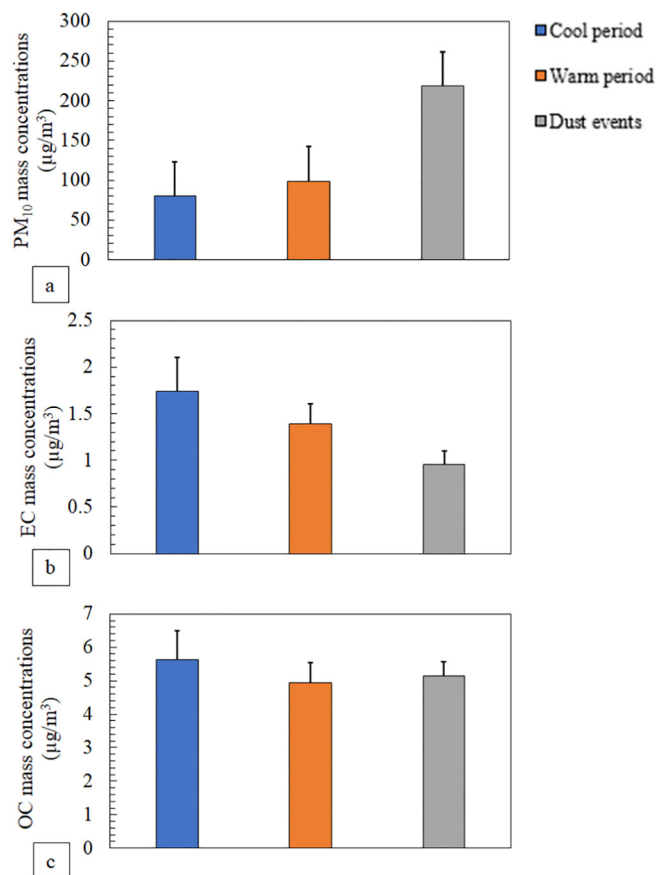 PM₁₀ mass concentrations
(µg/m³)
300
250
200
150
100
50
0
a
Cool period
Warm period
Dust events
EC mass concentrations
(µg/m³)
2.5
2
1.5
1
0.5
0
b
OC mass concentrations
(µg/m³)
7
6
5
4
3
2
1
0
c